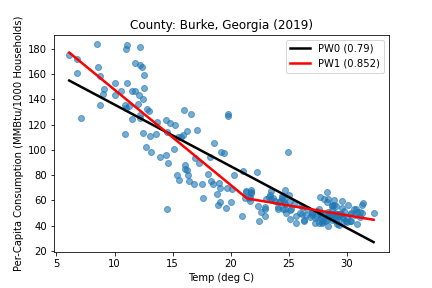 County: Burke, Georgia (2019)
PW0 (0.79)
PW1 (0.852)
Per-Capita Consumption (MMBtu/1000 Households)
180
160
140
120
100
80
60
40
20
5 10 15 20 25 30
Temp (deg C)